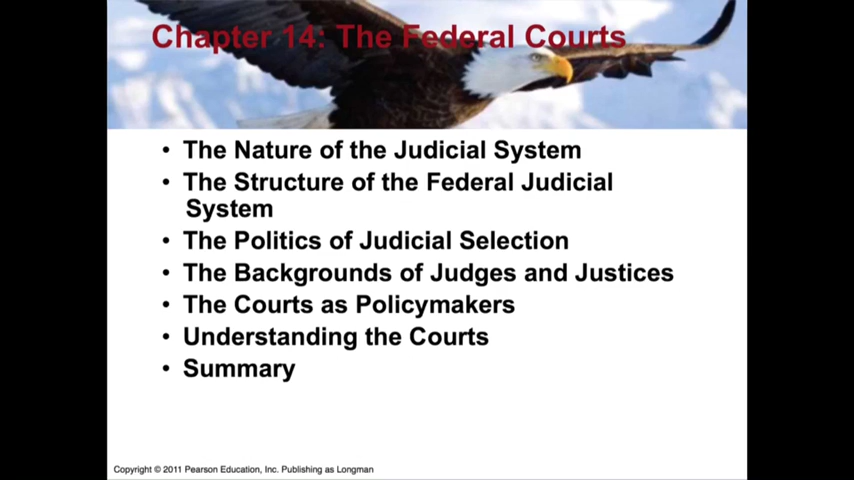 Chapter 14: The Federal Courts
• The Nature of the Judicial System
• The Structure of the Federal Judicial
System
• The Politics of Judicial Selection
• The Backgrounds of Judges and Justices
• The Courts as Policymakers
• Understanding the Courts
• Summary
Copyright © 2011 Pearson Education, Inc. Publishing as Longman